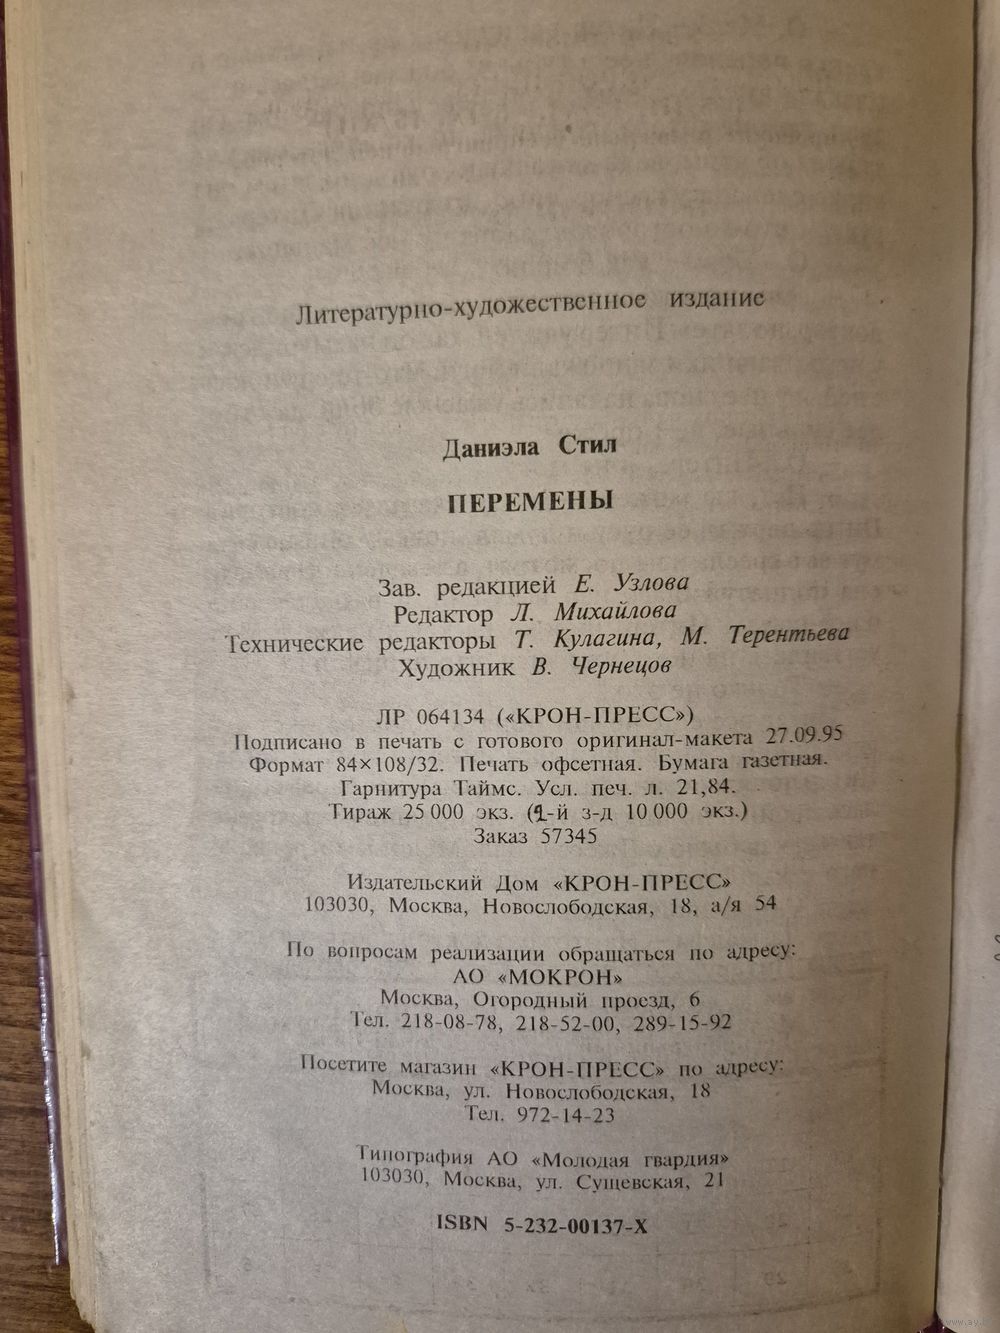 Литературно-художественное издание
Даниэла Стил
ПЕРЕМЕНЫ
Зав. редакцией Е. Узлова
Редактор Л. Михайлова
Технические редакторы Т. Кулагина, М. Терентьева
Художник В. Чернецов
ЛР 064134 («КРОН-ПРЕСС»)
Подписано в печать с готового оригинал-макета 27.09.95
Формат 84×108/32. Печать офсетная. Бумага газетная.
Гарнитура Таймс. Усл. печ. л. 21,84.
Тираж 25 000 экз. (2-й з-д 10 000 экз.)
Заказ 57345
Издательский Дом «КРОН-ПРЕСС»
103030, Москва, Новослободская, 18, а/я 54
По вопросам реализации обращаться по адресу:
АО «МОКРОН»
Москва, Огородный проезд, 6
Тел. 218-08-78, 218-52-00, 289-15-92
Посетите магазин «КРОН-ПРЕСС» по адресу:
Москва, ул. Новослободская, 18
Тел. 972-14-23
Типография АО «Молодая гвардия»
103030, Москва, ул. Сущевская, 21
ISBN 5-232-00137-X